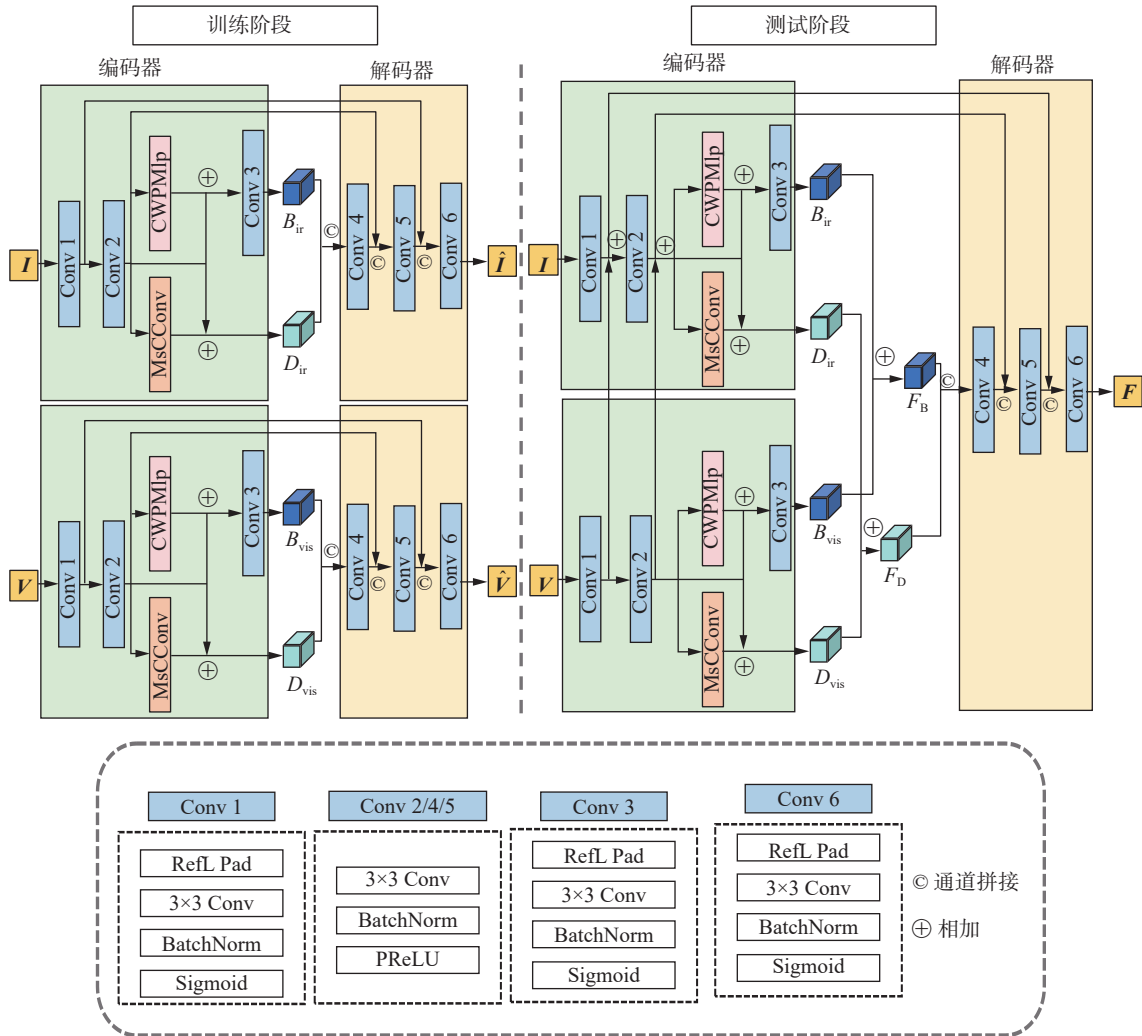 训练阶段
测试阶段
编码器
解码器
编码器
解码器
I
Conv 1
Conv 2
CWPMlp
MsCConv
Conv 3
B_ir
D_ir
©
Conv 4
©
Conv 5
©
Conv 6
Î
V
Conv 1
Conv 2
CWPMlp
MsCConv
Conv 3
B_vis
D_vis
©
Conv 4
©
Conv 5
©
Conv 6
V̂
I
Conv 1
Conv 2
CWPMlp
MsCConv
Conv 3
B_ir
D_ir
V
Conv 1
Conv 2
CWPMlp
MsCConv
Conv 3
B_vis
D_vis
F_B
F_D
©
Conv 4
©
Conv 5
©
Conv 6
F
Conv 1
RefL Pad
3×3 Conv
BatchNorm
Sigmoid
Conv 2/4/5
3×3 Conv
BatchNorm
PReLU
Conv 3
RefL Pad
3×3 Conv
BatchNorm
Sigmoid
Conv 6
RefL Pad
3×3 Conv
BatchNorm
Sigmoid
© 通道拼接
⊕ 相加